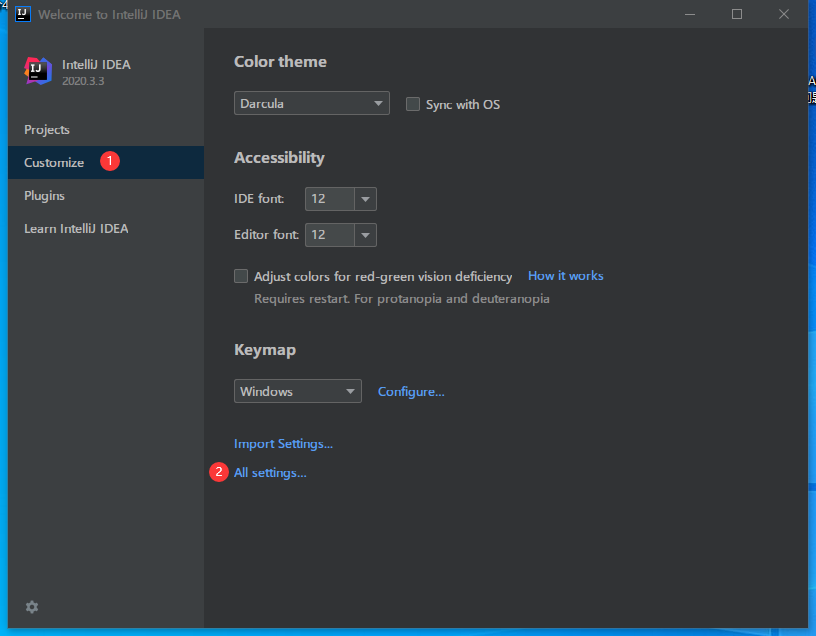 Welcome to IntelliJ IDEA
IntelliJ IDEA
2020.3.3
Projects
Customize 1
Plugins
Learn IntelliJ IDEA
Color theme
Darcula Sync with OS
Accessibility
IDE font: 12
Editor font: 12
Adjust colors for red-green vision deficiency How it works
Requires restart. For protanopia and deuteranopia
Keymap
Windows Configure...
Import Settings...
2 All settings...